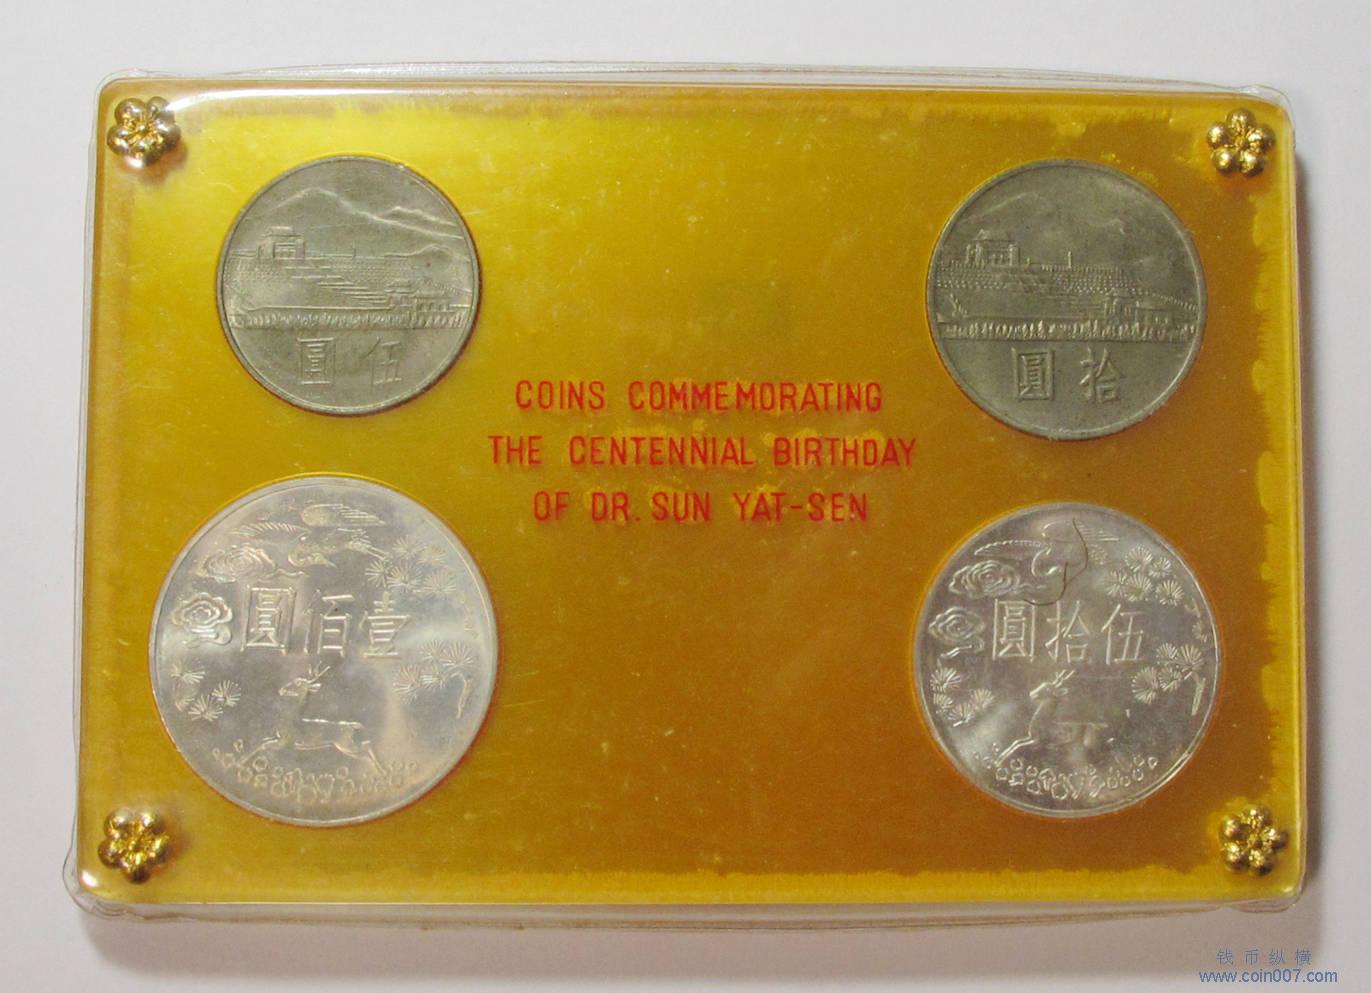 圓 伍
圓 拾
COINS COMMEMORATING
THE CENTENNIAL BIRTHDAY
OF DR. SUN YAT-SEN
圓佰壹
圓拾伍
钱币纵横
www.coin007.com